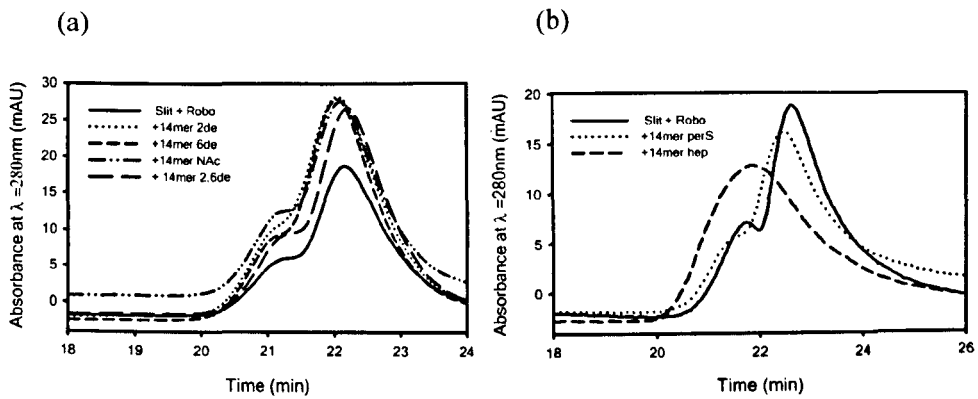 (a)
Absorbance at λ =280nm (mAU)
30
25
20
15
10
5
0
Slit + Robo
+14mer 2de
+14mer 6de
+14mer NAc
+ 14mer 2.6de
18
19
20
21
22
23
24
Time (min)
(b)
Absorbance at λ =280nm (mAU)
20
15
10
5
0
Slit + Robo
+14mer perS
+14mer hep
18
20
22
24
26
Time (min)